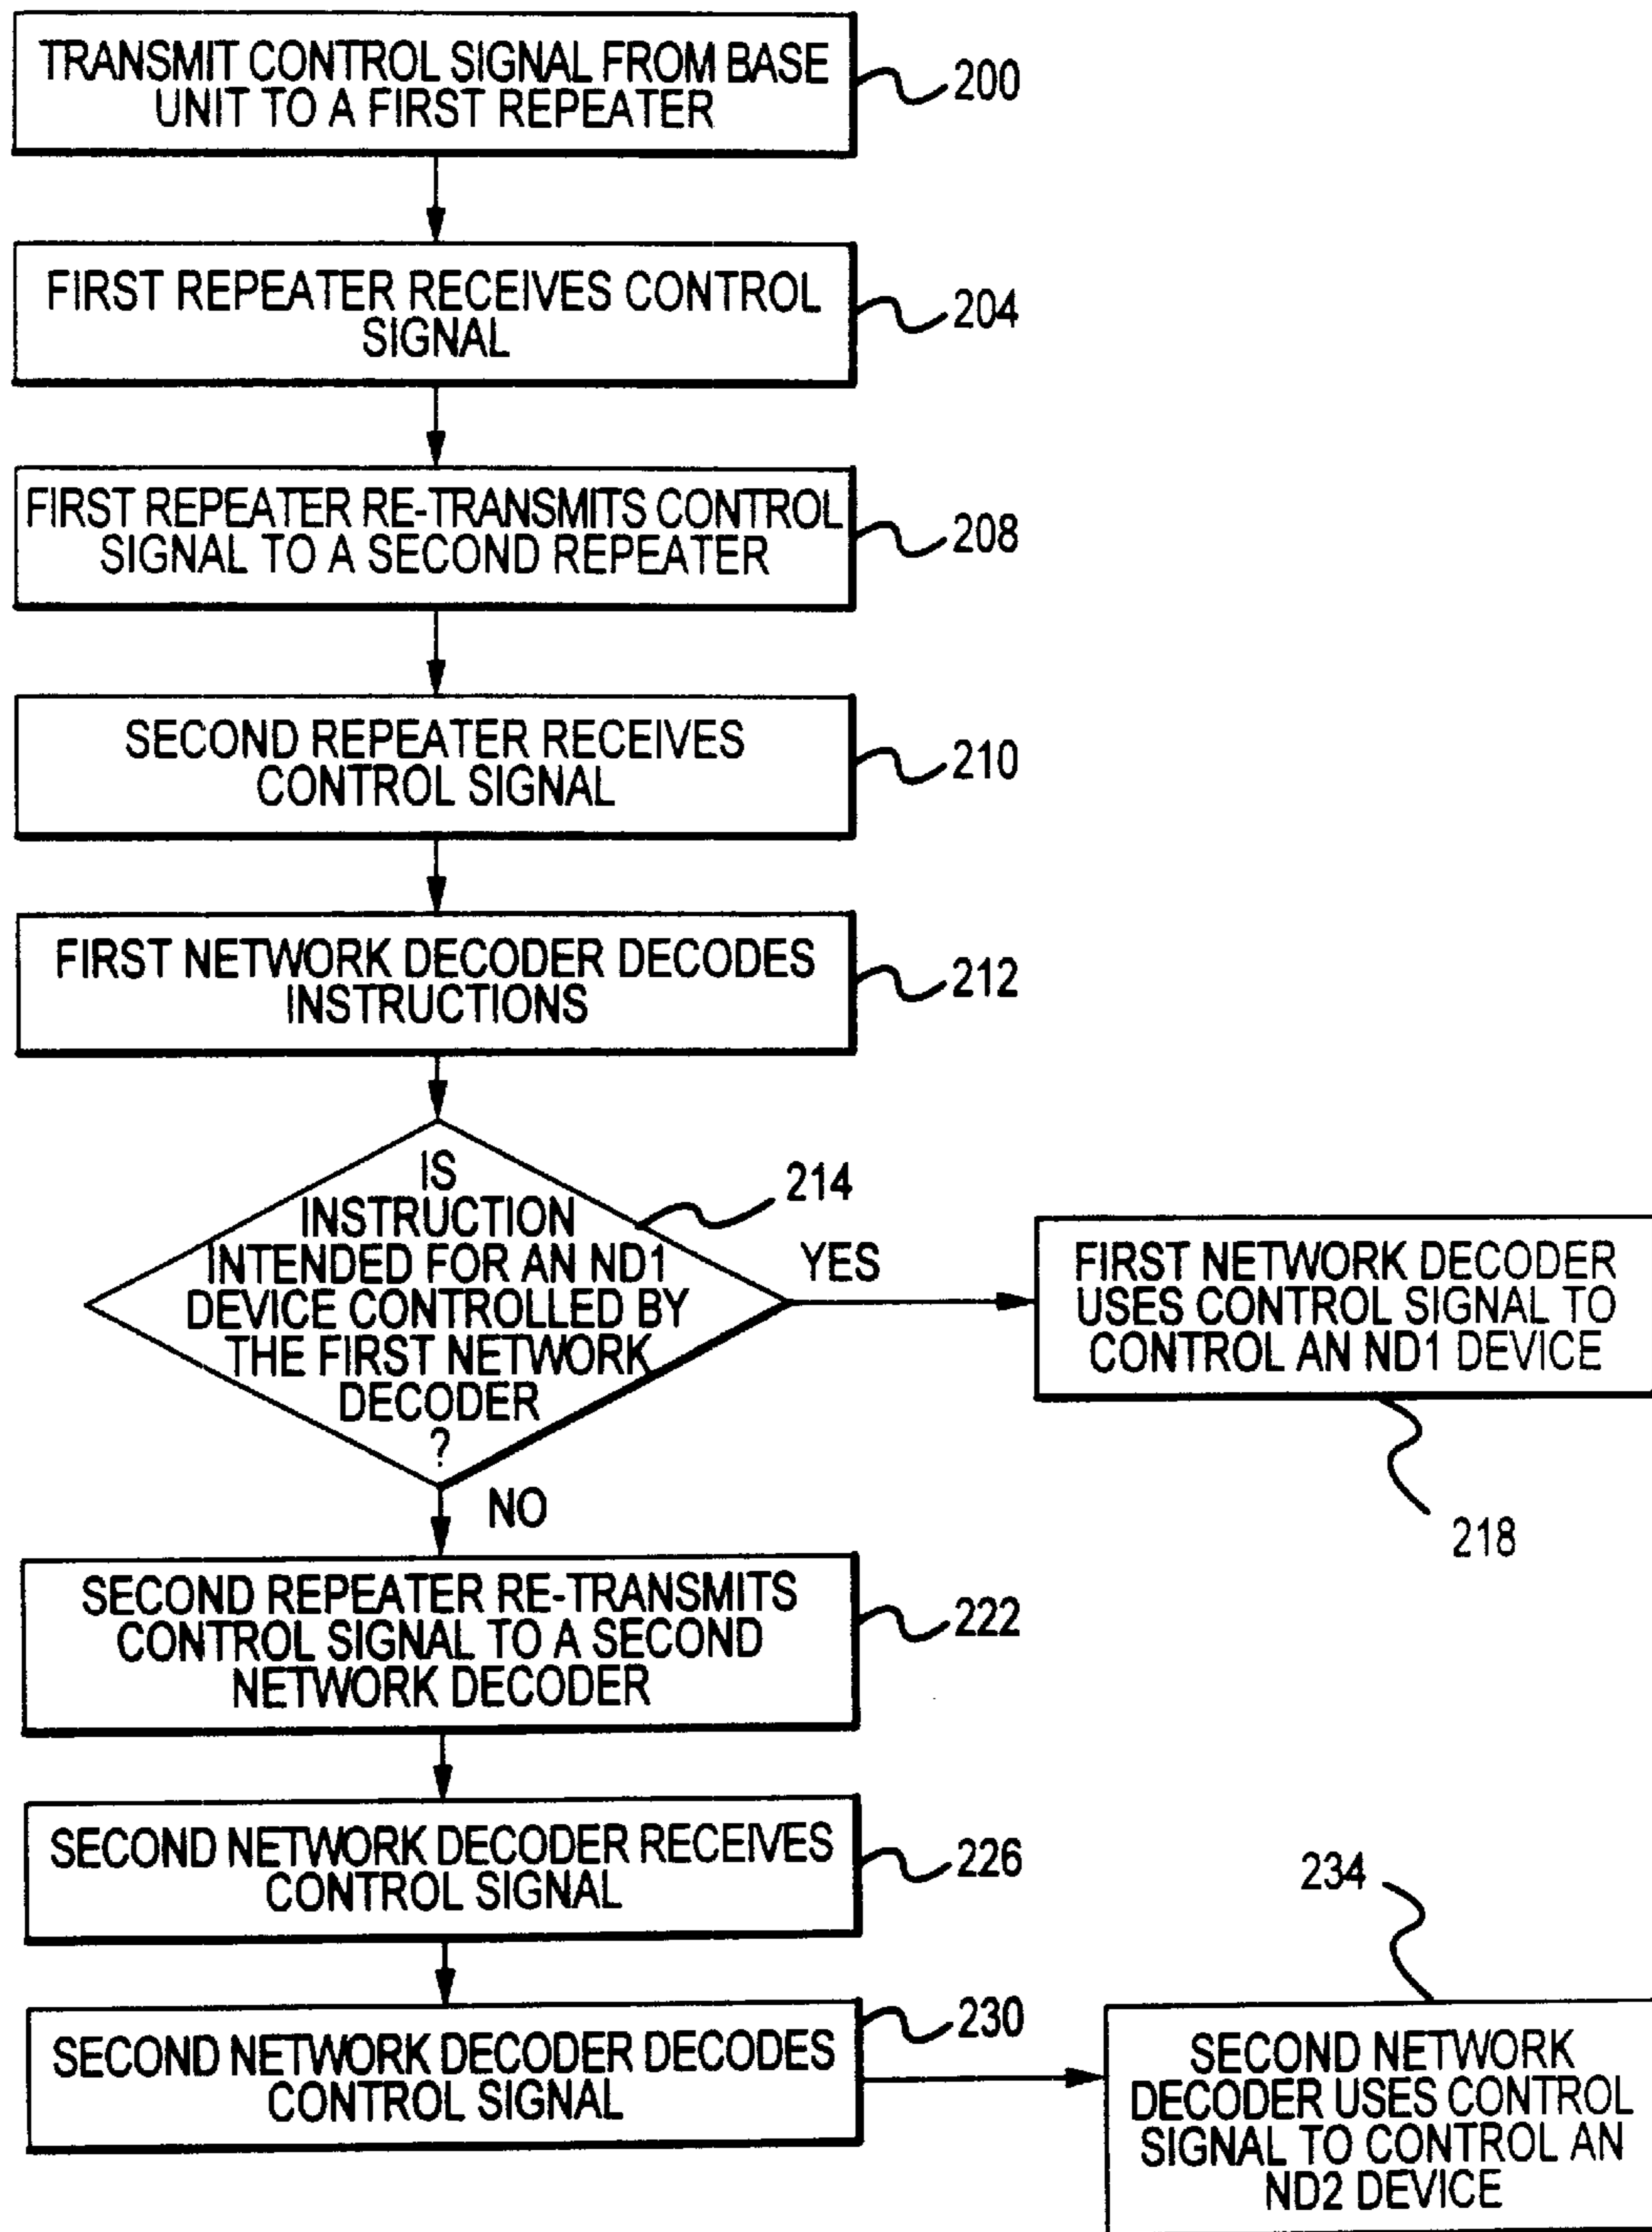 TRANSMIT CONTROL SIGNAL FROM BASE
UNIT TO A FIRST REPEATER
200
FIRST REPEATER RECEIVES CONTROL
SIGNAL
204
FIRST REPEATER RE-TRANSMITS CONTROL
SIGNAL TO A SECOND REPEATER
208
SECOND REPEATER RECEIVES
CONTROL SIGNAL
210
FIRST NETWORK DECODER DECODES
INSTRUCTIONS
212
IS
INSTRUCTION
INTENDED FOR AN ND1
DEVICE CONTROLLED BY
THE FIRST NETWORK
DECODER
?
214
YES
FIRST NETWORK DECODER
USES CONTROL SIGNAL TO
CONTROL AN ND1 DEVICE
218
NO
SECOND REPEATER RE-TRANSMITS
CONTROL SIGNAL TO A SECOND
NETWORK DECODER
222
SECOND NETWORK DECODER RECEIVES
CONTROL SIGNAL
226
SECOND NETWORK DECODER DECODES
CONTROL SIGNAL
230
234
SECOND NETWORK
DECODER USES CONTROL
SIGNAL TO CONTROL AN
ND2 DEVICE